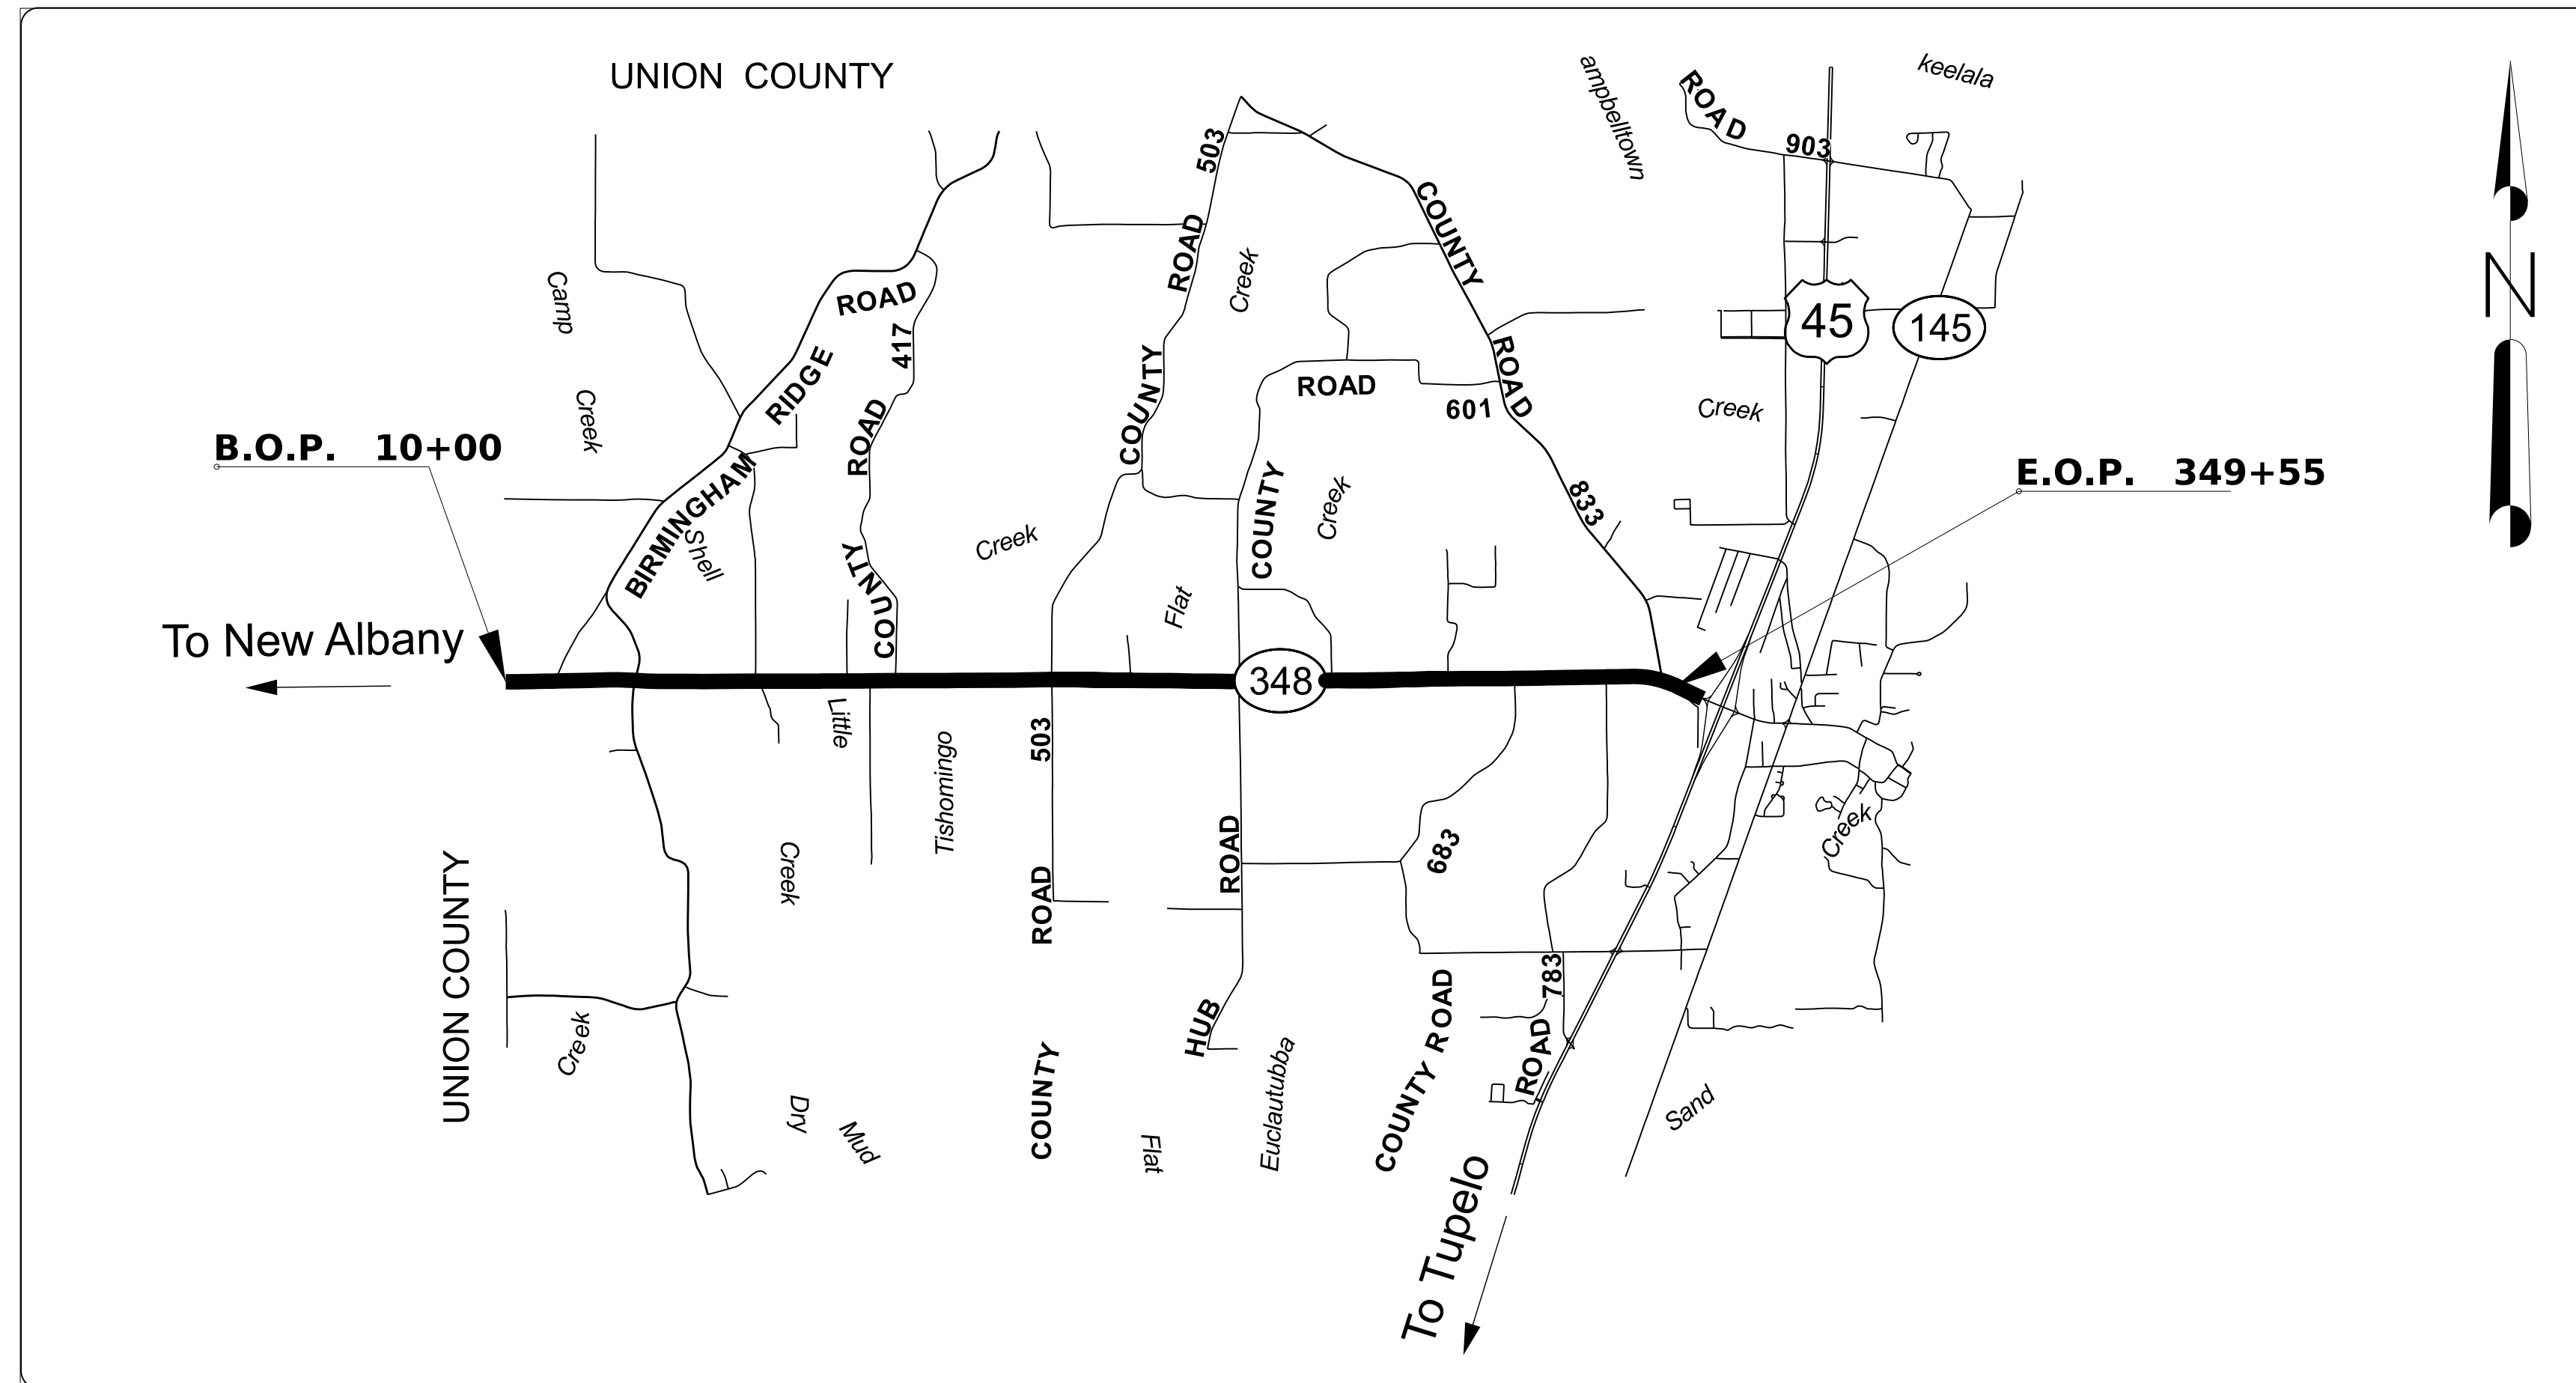 UNION COUNTY
ampbelltown
ROAD 903
keelala
N
COUNTY ROAD 503
Creek
COUNTY ROAD 833
45
145
Camp
Creek
BIRMINGHAM RIDGE ROAD
COUNTY ROAD 417
COUNTY ROAD 601
Creek
Creek
B.O.P. 10+00
E.O.P. 349+55
Shell
Creek
Flat
To New Albany
348
Little
503
Tishomingo
Creek
ROAD
COUNTY
HUB ROAD
683
COUNTY ROAD
783
ROAD
Creek
UNION COUNTY
Creek
Dry
Mud
Flat
Euclautubba
Sand
To Tupelo